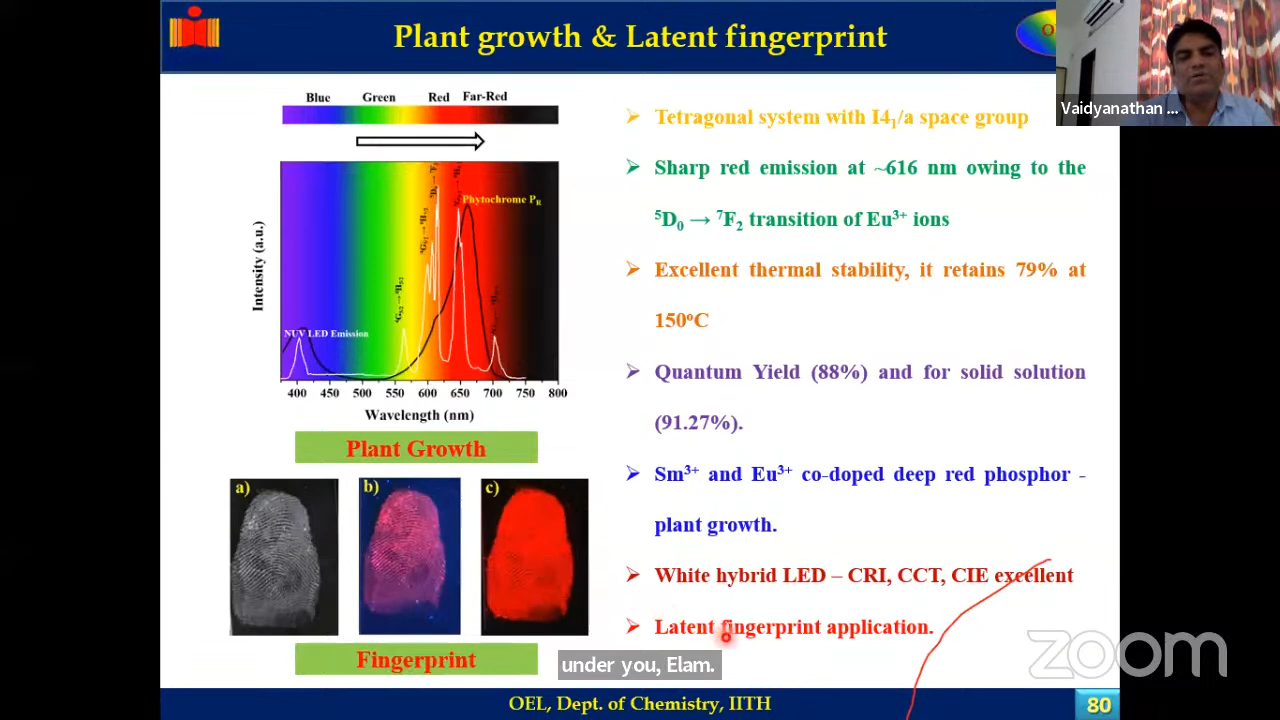 Plant growth & Latent fingerprint
Vaidyanathan ...
Blue Green Red Far-Red
Phytochrome P_R
NUV LED Emission
Intensity (a.u.)
400 450 500 550 600 650 700 750 800
Wavelength (nm)
Plant Growth
a) b) c)
Fingerprint
➢ Tetragonal system with I4₁/a space group
➢ Sharp red emission at ~616 nm owing to the
⁵D₀ → ⁷F₂ transition of Eu³⁺ ions
➢ Excellent thermal stability, it retains 79% at
150°C
➢ Quantum Yield (88%) and for solid solution
(91.27%).
➢ Sm³⁺ and Eu³⁺ co-doped deep red phosphor -
plant growth.
➢ White hybrid LED – CRI, CCT, CIE excellent
➢ Latent fingerprint application.
under you, Elam.
zoom
OEL, Dept. of Chemistry, IITH
80